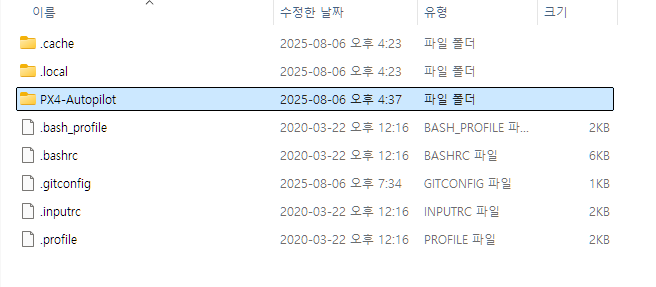 이름 수정한 날짜 유형 크기
.cache 2025-08-06 오후 4:23 파일 폴더
.local 2025-08-06 오후 4:23 파일 폴더
PX4-Autopilot 2025-08-06 오후 4:37 파일 폴더
.bash_profile 2020-03-22 오후 12:16 BASH_PROFILE 파... 2KB
.bashrc 2020-03-22 오후 12:16 BASHRC 파일 6KB
.gitconfig 2025-08-06 오후 7:34 GITCONFIG 파일 1KB
.inputrc 2020-03-22 오후 12:16 INPUTRC 파일 2KB
.profile 2020-03-22 오후 12:16 PROFILE 파일 2KB